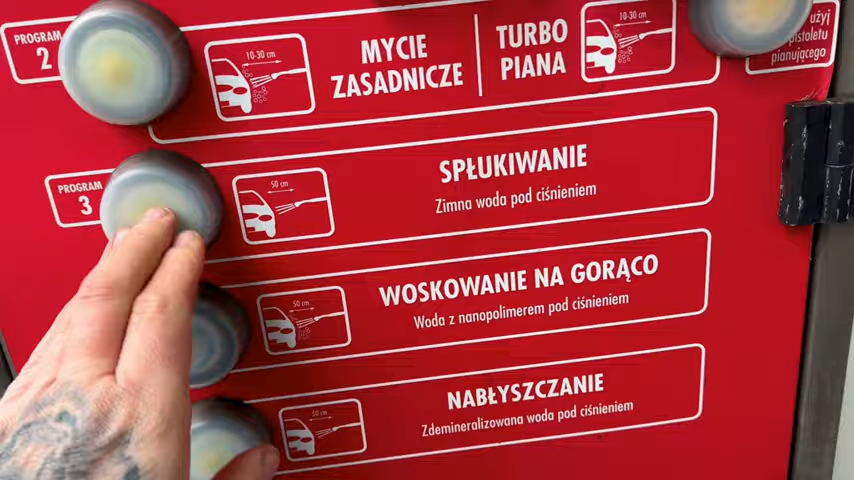 PROGRAM
2
10-30 cm
MYCIE
ZASADNICZE
TURBO
PIANA
10-30 cm
użyj
pistoletu
pianującego
PROGRAM
3
50 cm
SPŁUKIWANIE
Zimna woda pod ciśnieniem
50 cm
WOSKOWANIE NA GORĄCO
Woda z nanopolimerem pod ciśnieniem
50 cm
NABŁYSZCZANIE
Zdemineralizowana woda pod ciśnieniem